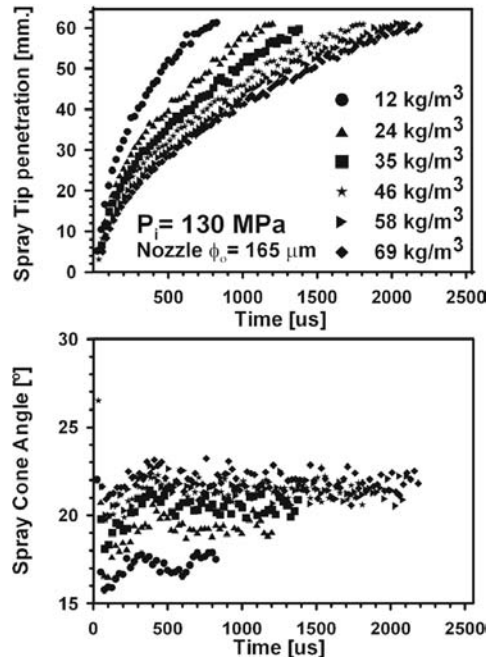 Spray Tip penetration [mm.]
60
50
40
30
20
10
0
12 kg/m³
24 kg/m³
35 kg/m³
46 kg/m³
58 kg/m³
69 kg/m³
Pᵢ= 130 MPa
Nozzle ϕₒ= 165 μm
500 1000 1500 2000 2500
Time [us]
Spray Cone Angle [º]
30
25
20
15
0 500 1000 1500 2000 2500
Time [us]